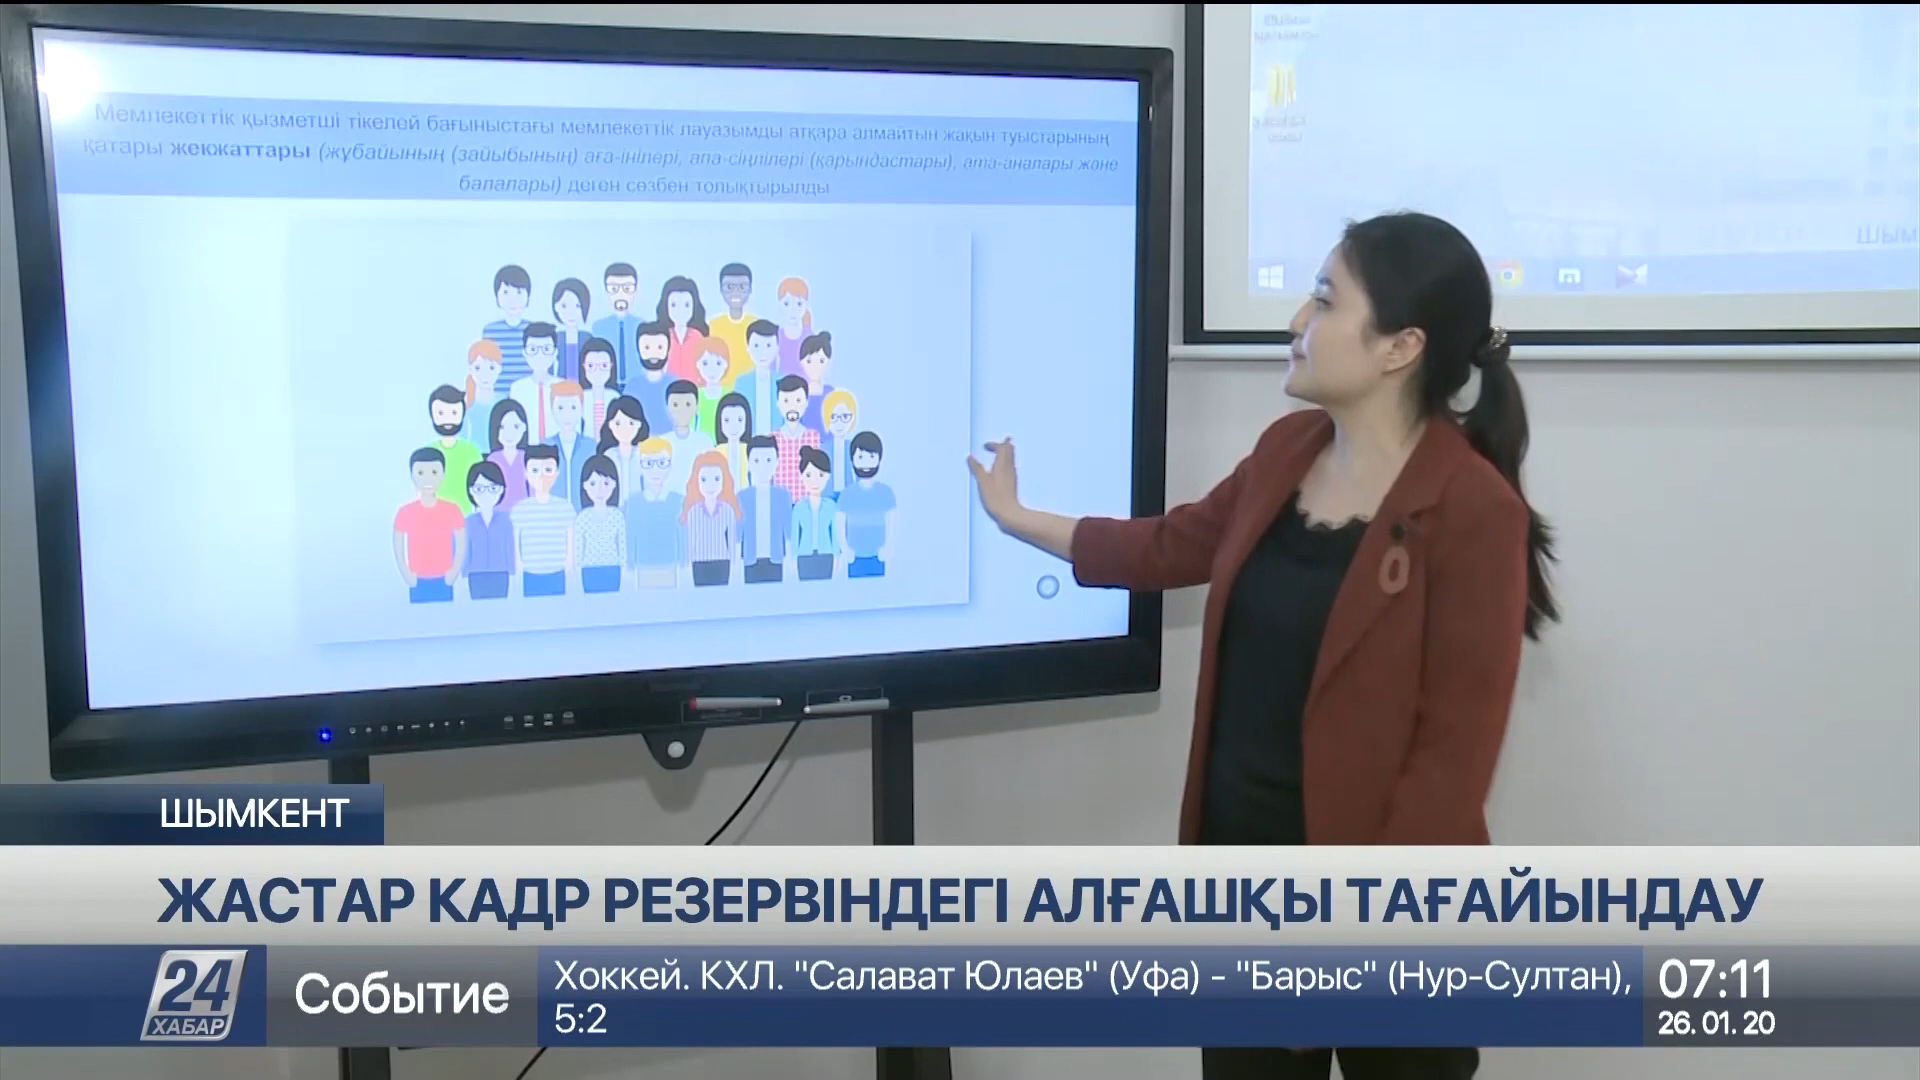 Мемлекеттік қызметші тікелей бағыныстағы мемлекеттік лауазымды атқара алмайтын жақын туыстарының
қатары жекжаттары (жұбайының (зайыбының) аға-інілері, апа-сіңлілері (қарындастары), ата-аналары және
балалары) деген сөзбен толықтырылды
ШЫМКЕНТ
ЖАСТАР КАДР РЕЗЕРВІНДЕГІ АЛҒАШҚЫ ТАҒАЙЫНДАУ
24
ХАБАР
Событие
Хоккей. КХЛ. "Салават Юлаев" (Уфа) - "Барыс" (Нур-Султан),
5:2
07:11
26. 01. 20